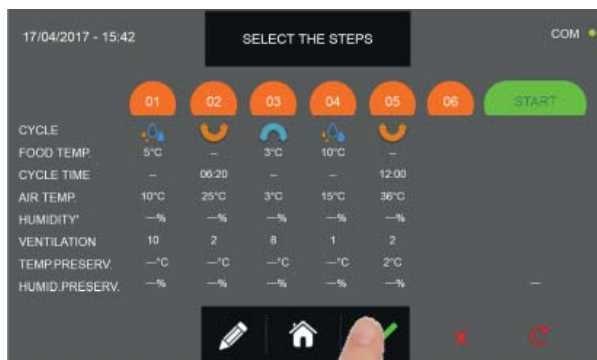 17/04/2017 - 15:42 SELECT THE STEPS COM
01 02 03 04 05 06 START
CYCLE
FOOD TEMP. 5°C -- 3°C 10°C --
CYCLE TIME -- 06:20 -- -- 12:00
AIR TEMP. 10°C 25°C 3°C 15°C 36°C
HUMIDITY* ---% ---% ---% ---% ---%
VENTILATION 10 2 8 1 2
TEMP.PRESERV. ---°C ---°C ---°C ---°C 2°C
HUMID.PRESERV. ---% ---% ---% ---% ---% ---
X